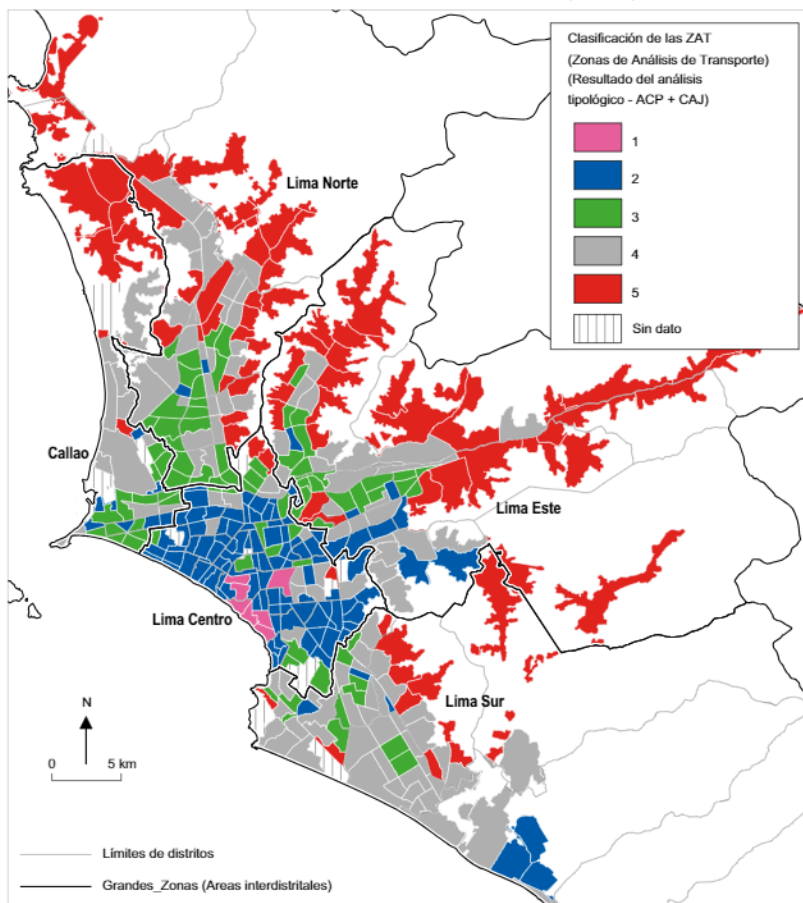 Clasificación de las ZAT
(Zonas de Análisis de Transporte)
(Resultado del análisis
tipológico - ACP + CAJ)
1
2
3
4
5
Sin dato
Lima Norte
Callao
Lima Este
Lima Centro
Lima Sur
N
0 5 km
Límites de distritos
Grandes_Zonas (Areas interdistritales)